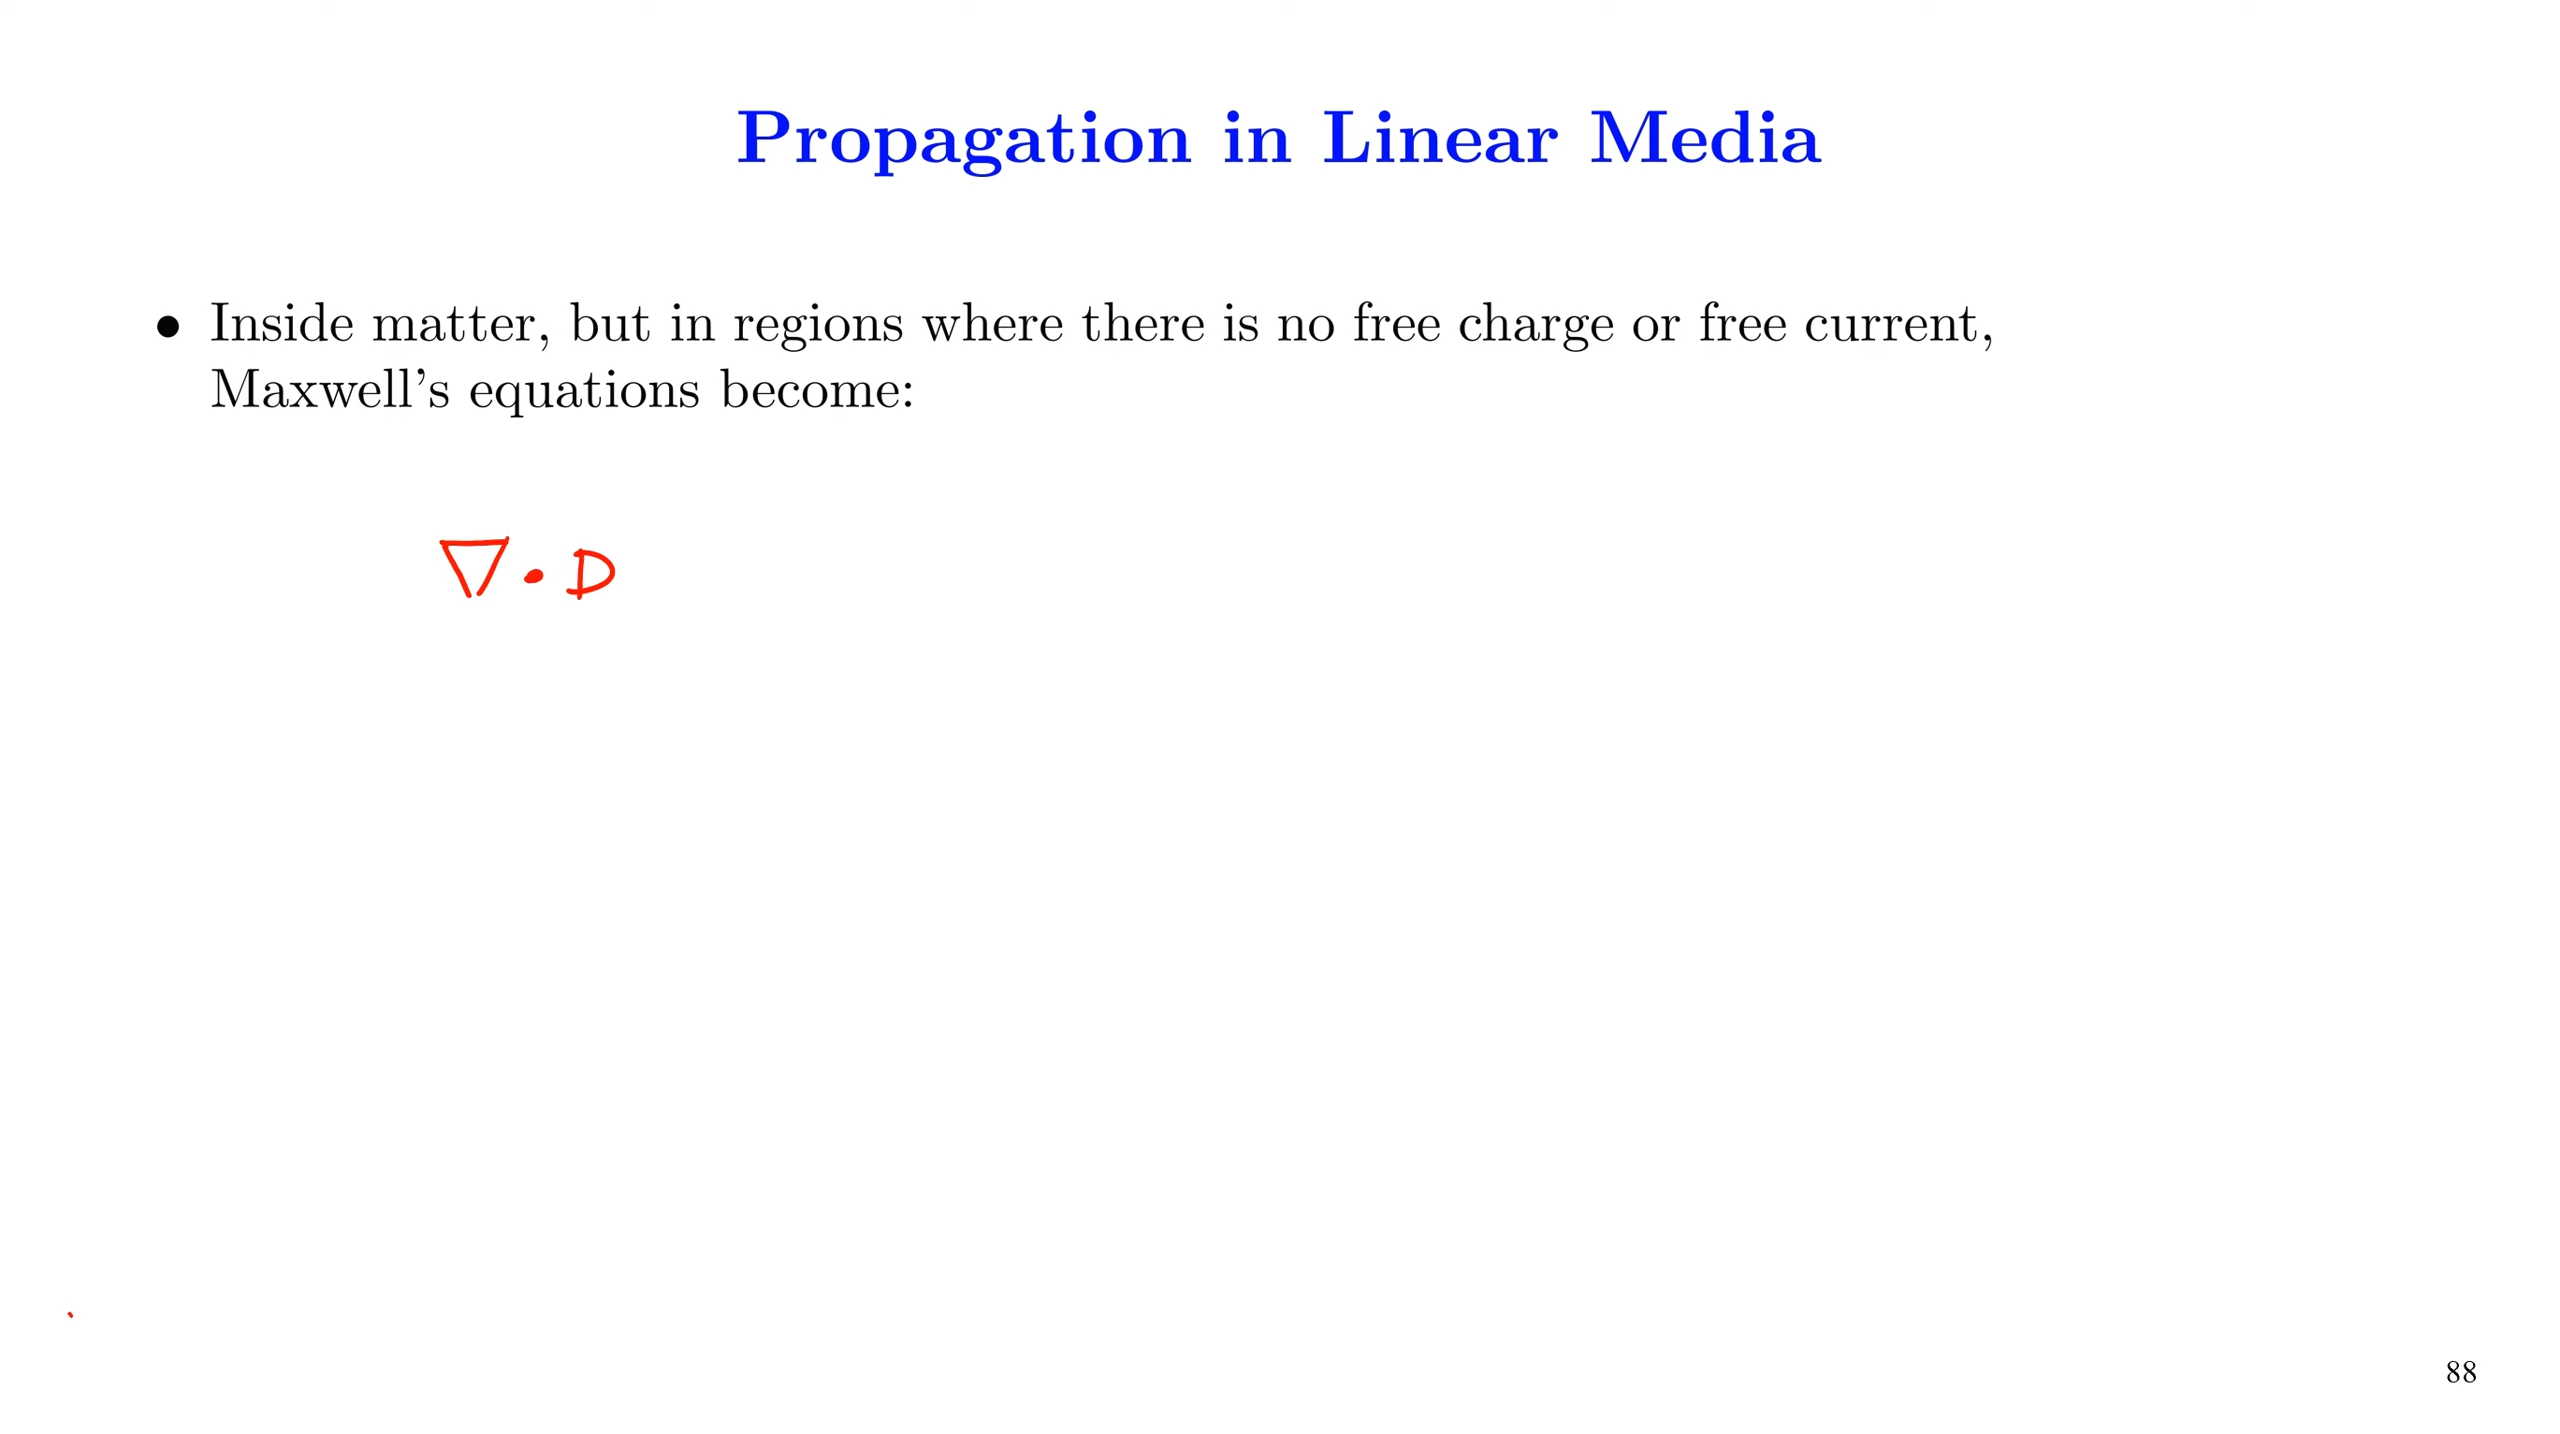 Propagation in Linear Media
• Inside matter, but in regions where there is no free charge or free current,
Maxwell's equations become:
∇ · D
88